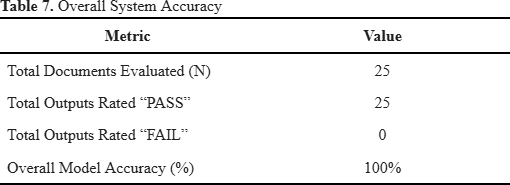 Table 7. Overall System Accuracy
Metric Value
Total Documents Evaluated (N) 25
Total Outputs Rated “PASS” 25
Total Outputs Rated “FAIL” 0
Overall Model Accuracy (%) 100%